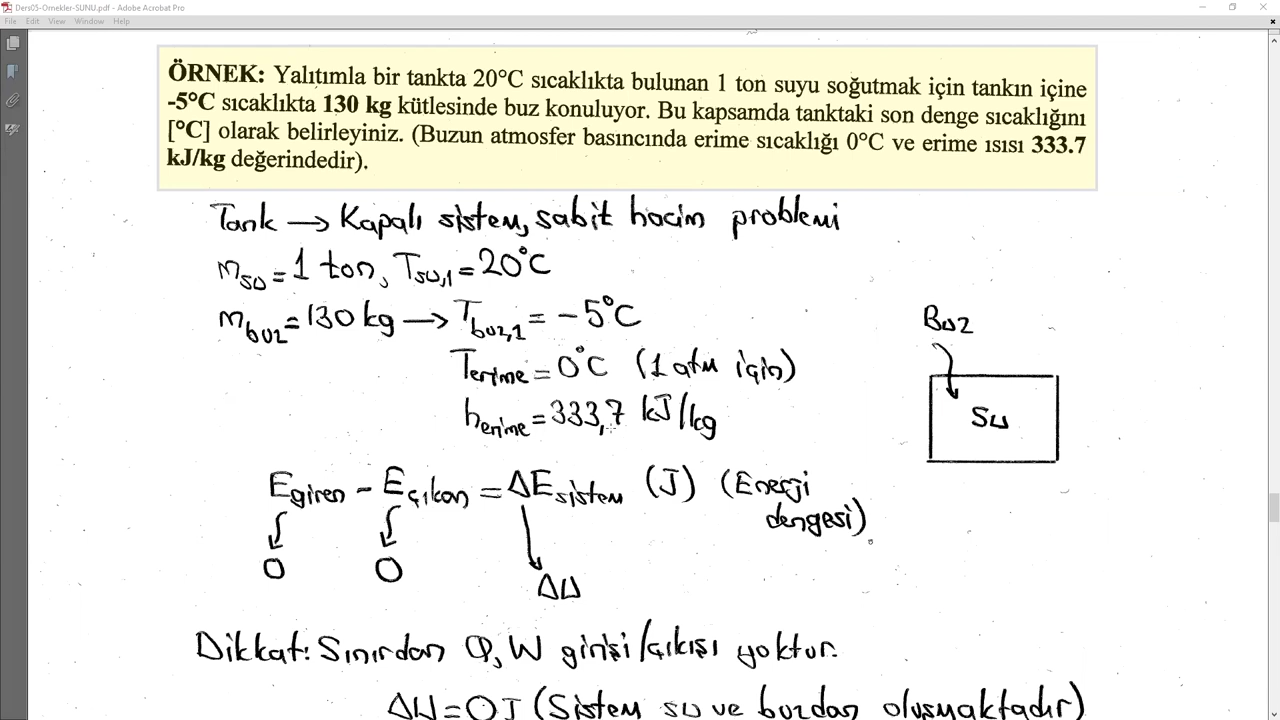 Ders05-Ornekler-SUNU.pdf - Adobe Acrobat Pro
File Edit View Window Help
ÖRNEK: Yalıtımla bir tankta 20°C sıcaklıkta bulunan 1 ton suyu soğutmak için tankın içine
-5°C sıcaklıkta 130 kg kütlesinde buz konuluyor. Bu kapsamda tanktaki son denge sıcaklığını
[°C] olarak belirleyiniz. (Buzun atmosfer basıncında erime sıcaklığı 0°C ve erime ısısı 333.7
kJ/kg değerindedir).
Tank → Kapalı sistem, sabit hacim problemi
m_su = 1 ton, T_su,1 = 20°C
m_buz = 130 kg → T_buz,1 = -5°C
Buz
T_erime = 0°C (1 atm için)
h_erime = 333,7 kJ/kg
Su
E_giren - E_çıkan = ΔE_sistem (J) (Enerji
dengesi)
0 0 ΔU
Dikkat: Sınırdan Q, W girişi/çıkışı yoktur.
ΔU = 0 J (Sistem su ve buzdan oluşmaktadır)